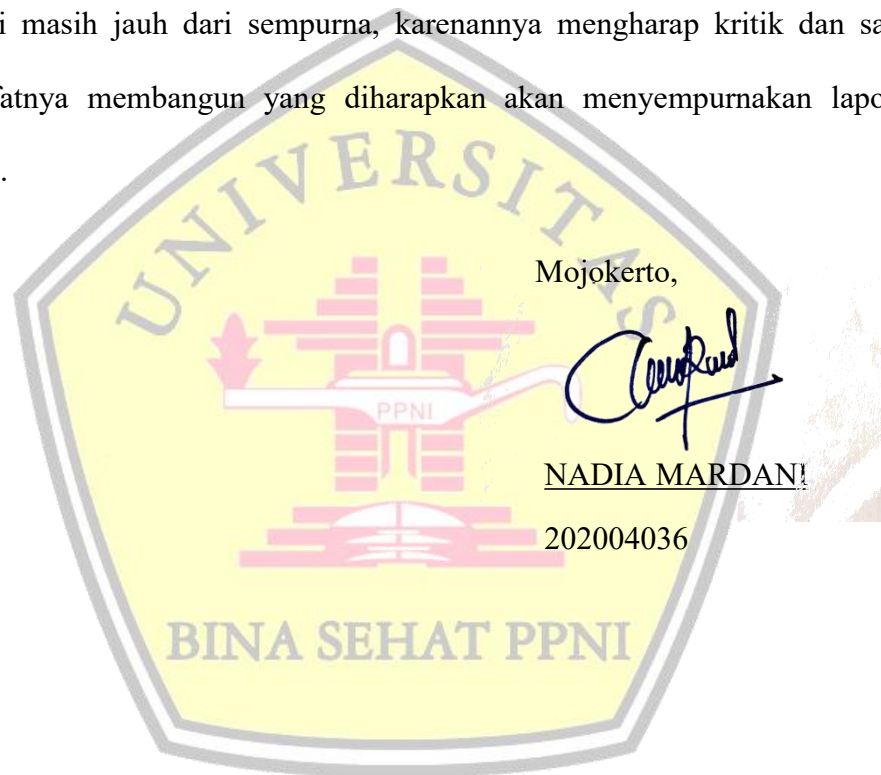 i masih jauh dari sempurna, karenannya mengharap kritik dan sa
fatnya membangun yang diharapkan akan menyempurnakan lapo
.
UNIVERSITAS
Mojokerto,
PPNI
NADIA MARDANI
202004036
BINA SEHAT PPNI